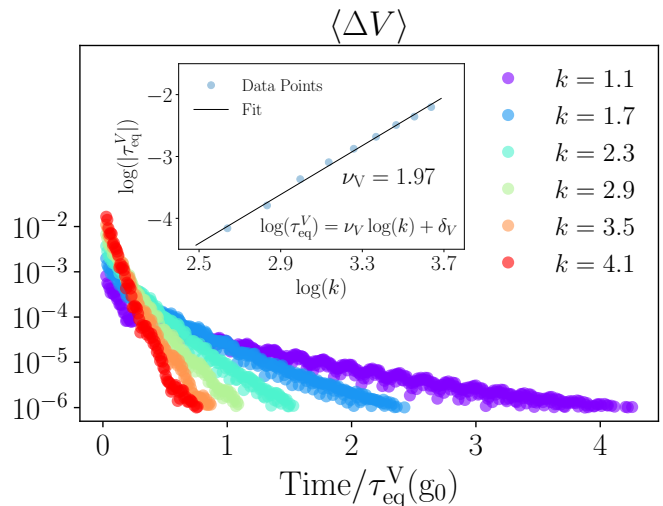 ⟨ΔV⟩
10⁻²
10⁻³
10⁻⁴
10⁻⁵
10⁻⁶
0 1 2 3 4
Time/τ_eq^V(g₀)
k = 1.1
k = 1.7
k = 2.3
k = 2.9
k = 3.5
k = 4.1
log(|τ_eq^V|)
−2
−3
−4
Data Points
Fit
ν_V = 1.97
log(τ_eq^V) = ν_V log(k) + δ_V
2.5 2.9 3.3 3.7
log(k)